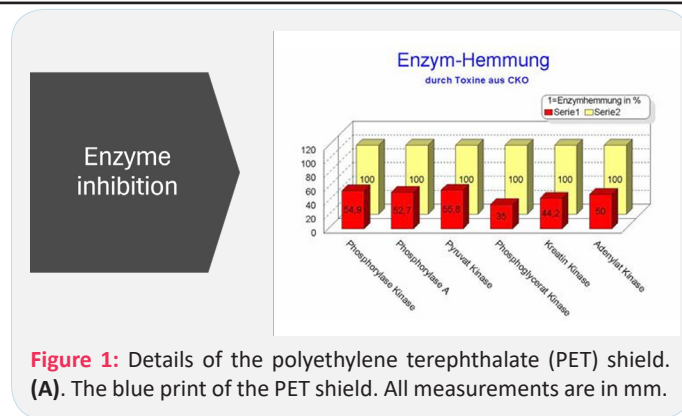 Enzyme
inhibition
Enzym-Hemmung
durch Toxine aus CKO
1=Enzymhemmung in %
Serie1 Serie2
120
100
80
60
40
20
0
100 100 100 100 100 100
54,9 52,7 55,8 35 44,2 50
Phosphorylase Kinase
Phosphorylase A
Pyruvat Kinase
Phosphoglycerat Kinase
Kreatin Kinase
Adenylat Kinase
Figure 1: Details of the polyethylene terephthalate (PET) shield.
(A). The blue print of the PET shield. All measurements are in mm.